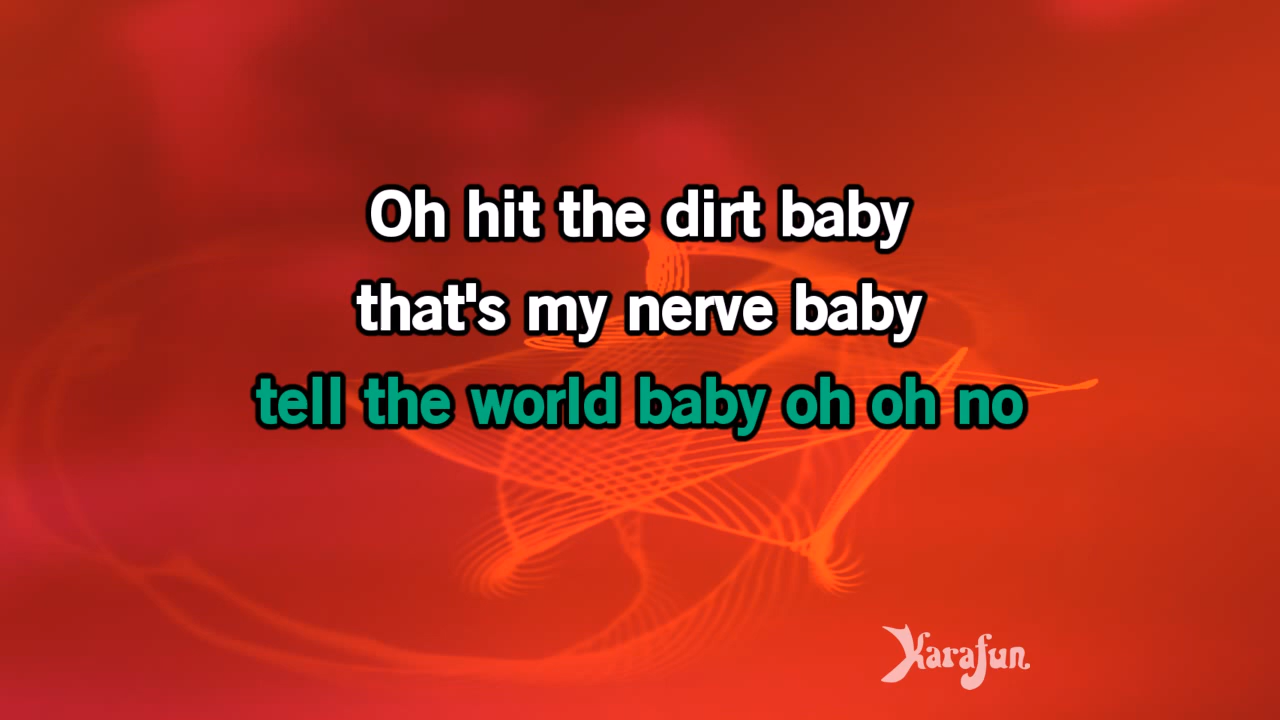 Oh hit the dirt baby
that's my nerve baby
tell the world baby oh oh no
Karafun